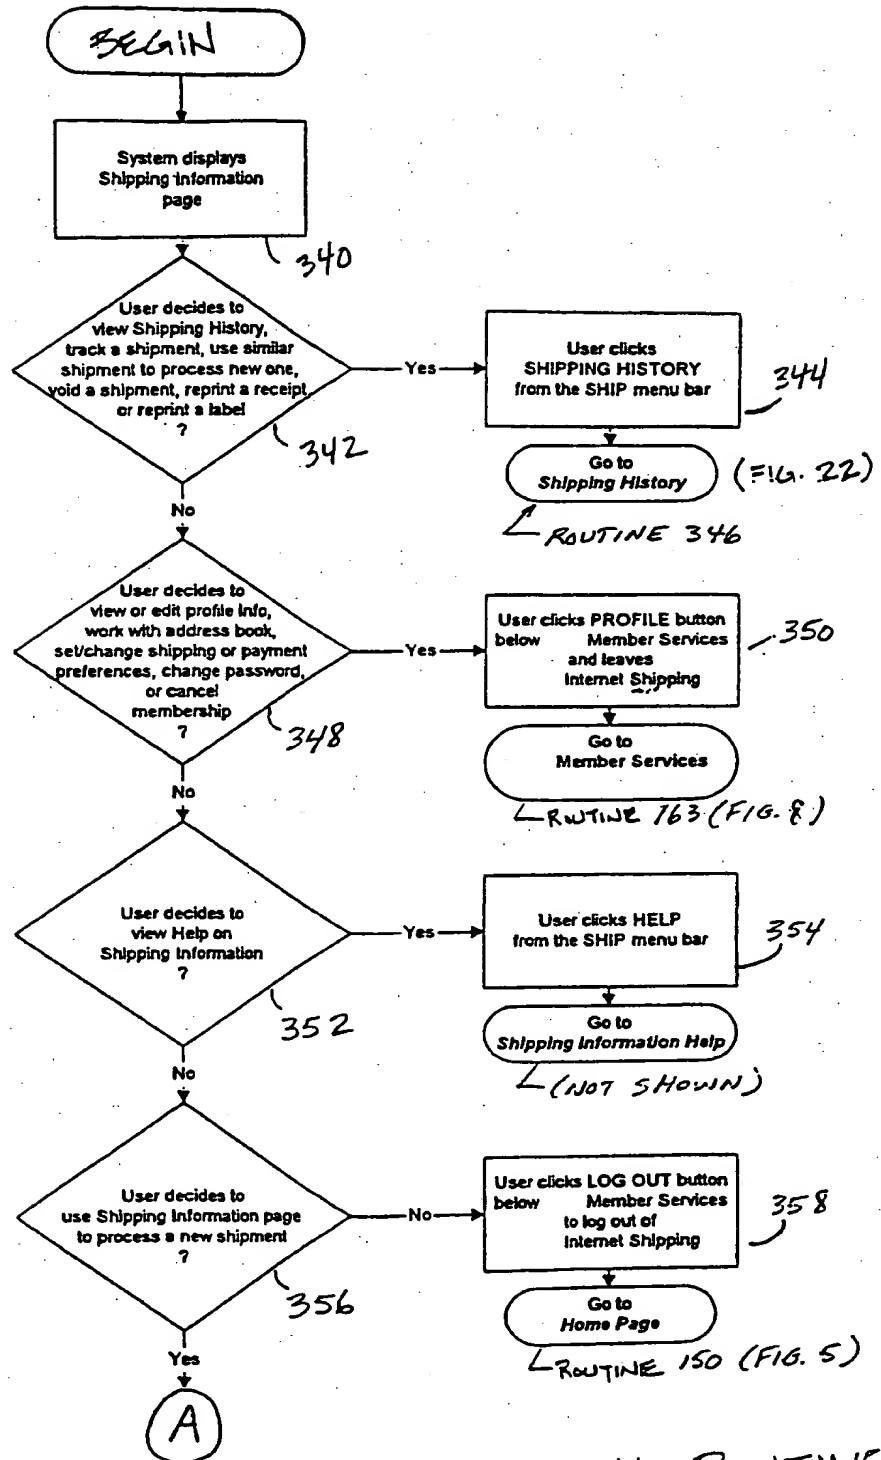 BEGIN
System displays
Shipping Information
page
340
User decides to
view Shipping History,
track a shipment, use similar
shipment to process new one,
void a shipment, reprint a receipt,
or reprint a label
?
342
Yes
User clicks
SHIPPING HISTORY
from the SHIP menu bar
344
Go to
Shipping History
(FIG. 22)
ROUTINE 346
No
User decides to
view or edit profile info,
work with address book,
set/change shipping or payment
preferences, change password,
or cancel
membership
?
348
Yes
User clicks PROFILE button
below Member Services
and leaves
Internet Shipping
350
Go to
Member Services
ROUTINE 163 (FIG. 8)
No
User decides to
view Help on
Shipping Information
?
352
Yes
User clicks HELP
from the SHIP menu bar
354
Go to
Shipping Information Help
(NOT SHOWN)
No
User decides to
use Shipping Information page
to process a new shipment
?
356
No
User clicks LOG OUT button
below Member Services
to log out of
Internet Shipping
358
Go to
Home Page
ROUTINE 150 (FIG. 5)
Yes
A